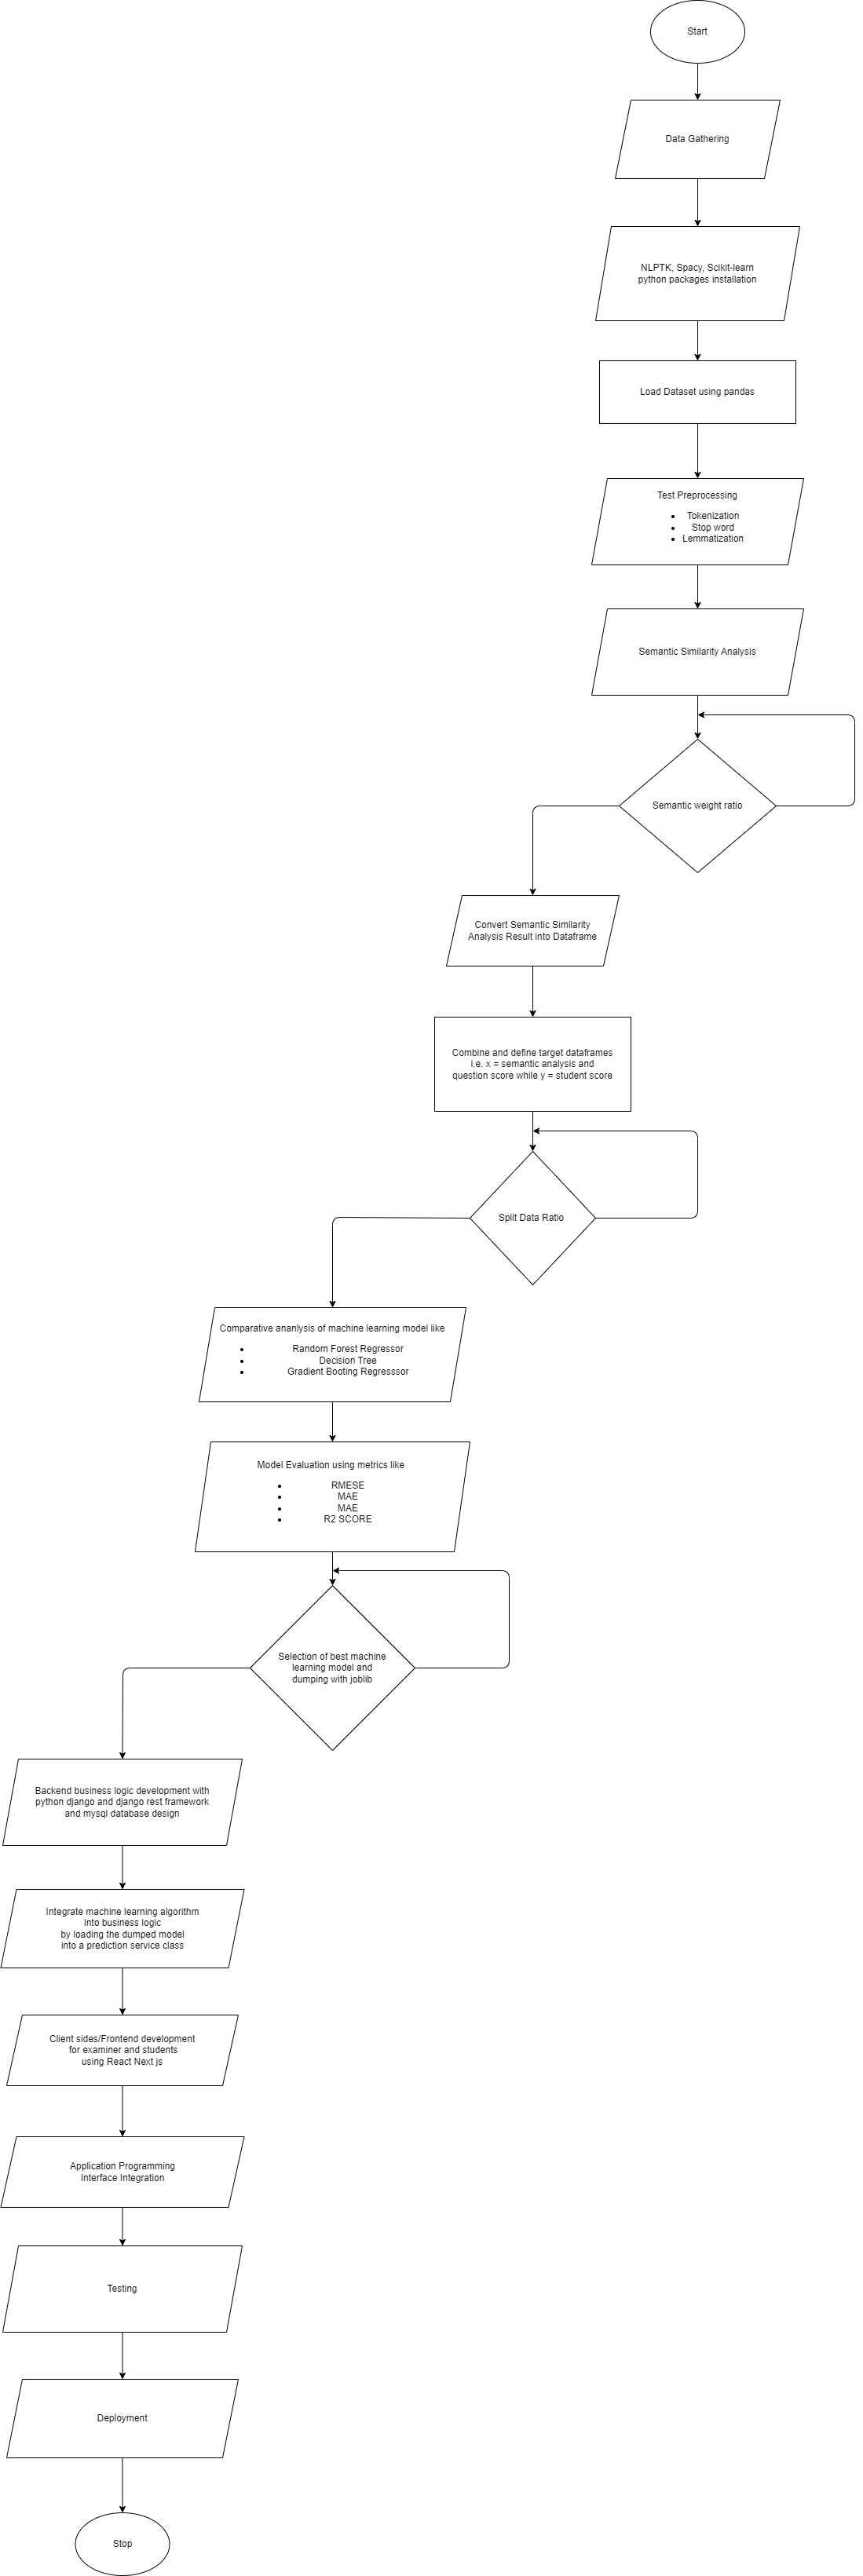 Start
Data Gathering
NLPTK, Spacy, Scikit-learn
python packages installation
Load Dataset using pandas
Test Preprocessing
Tokenization
Stop word
Lemmatization
Semantic Similarity Analysis
Semantic weight ratio
Convert Semantic Similarity
Analysis Result into Dataframe
Combine and define target dataframes
i.e. x = semantic analysis and
question score while y = student score
Split Data Ratio
Comparative ananlysis of machine learning model like
Random Forest Regressor
Decision Tree
Gradient Booting Regresssor
Model Evaluation using metrics like
RMESE
MAE
MAE
R2 SCORE
Selection of best machine
learning model and
dumping with joblib
Backend business logic development with
python django and django rest framework
and mysql database design
Integrate machine learning algorithm
into business logic
by loading the dumped model
into a prediction service class
Client sides/Frontend development
for examiner and students
using React Next js
Application Programming
Interface Integration
Testing
Deployment
Stop